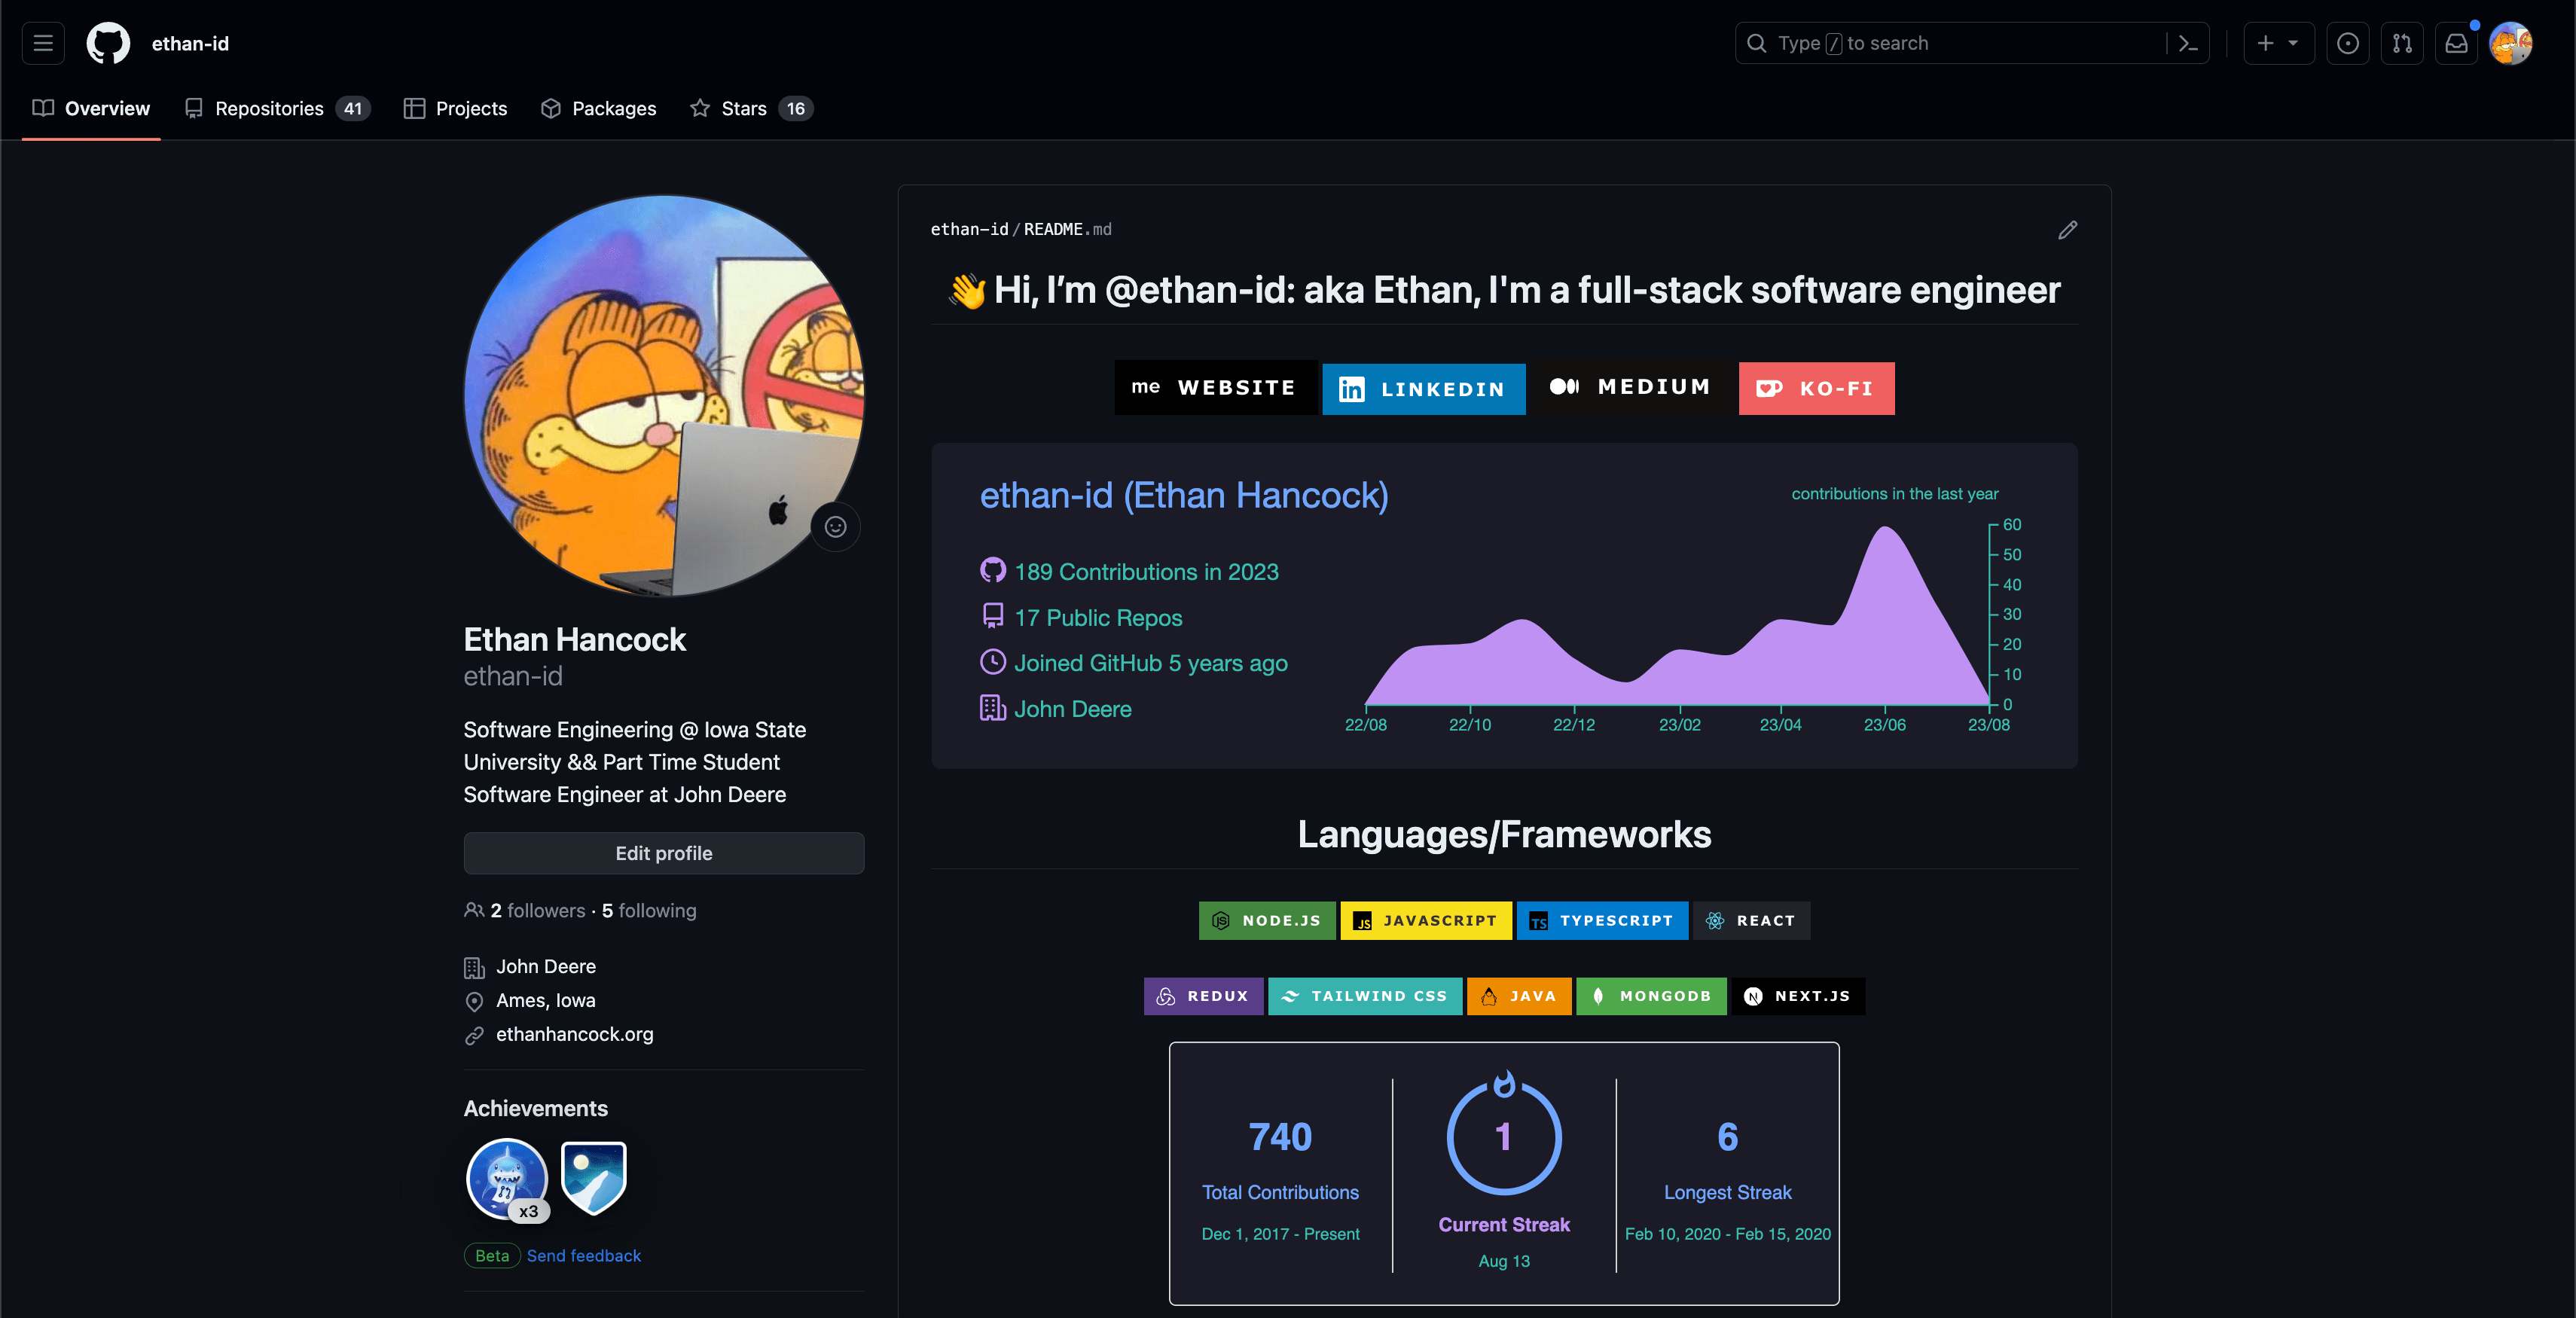 ethan-id
Type / to search
Overview
Repositories 41
Projects
Packages
Stars 16
Ethan Hancock
ethan-id
Software Engineering @ Iowa State
University && Part Time Student
Software Engineer at John Deere
Edit profile
2 followers · 5 following
John Deere
Ames, Iowa
ethanhancock.org
Achievements
x3
Beta Send feedback
ethan-id/README.md
👋 Hi, I’m @ethan-id: aka Ethan, I'm a full-stack software engineer
me WEBSITE
in LINKEDIN
MEDIUM
KO-FI
ethan-id (Ethan Hancock)
189 Contributions in 2023
17 Public Repos
Joined GitHub 5 years ago
John Deere
contributions in the last year
60
50
40
30
20
10
0
22/08 22/10 22/12 23/02 23/04 23/06 23/08
Languages/Frameworks
JS NODE.JS
JS JAVASCRIPT
TS TYPESCRIPT
REACT
REDUX
TAILWIND CSS
JAVA
MONGODB
N NEXT.JS
740
Total Contributions
Dec 1, 2017 - Present
1
Current Streak
Aug 13
6
Longest Streak
Feb 10, 2020 - Feb 15, 2020